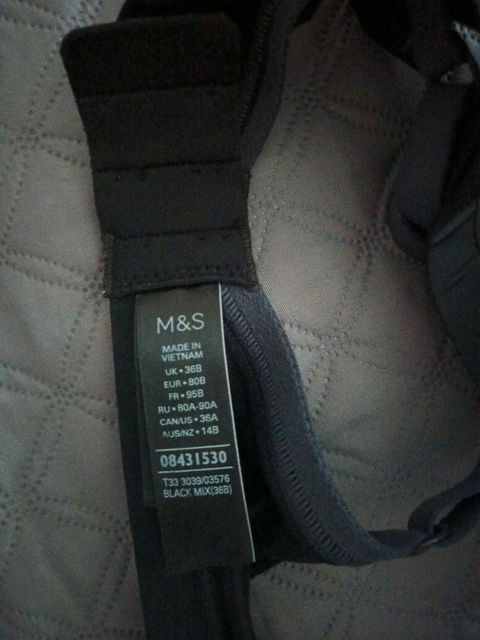 M&S
MADE IN
VIETNAM
UK • 36B
EUR • 80B
FR • 95B
RU • 80A-90A
CAN/US • 36A
AUS/NZ • 14B
08431530
T33 3039/03576
BLACK MIX(36B)